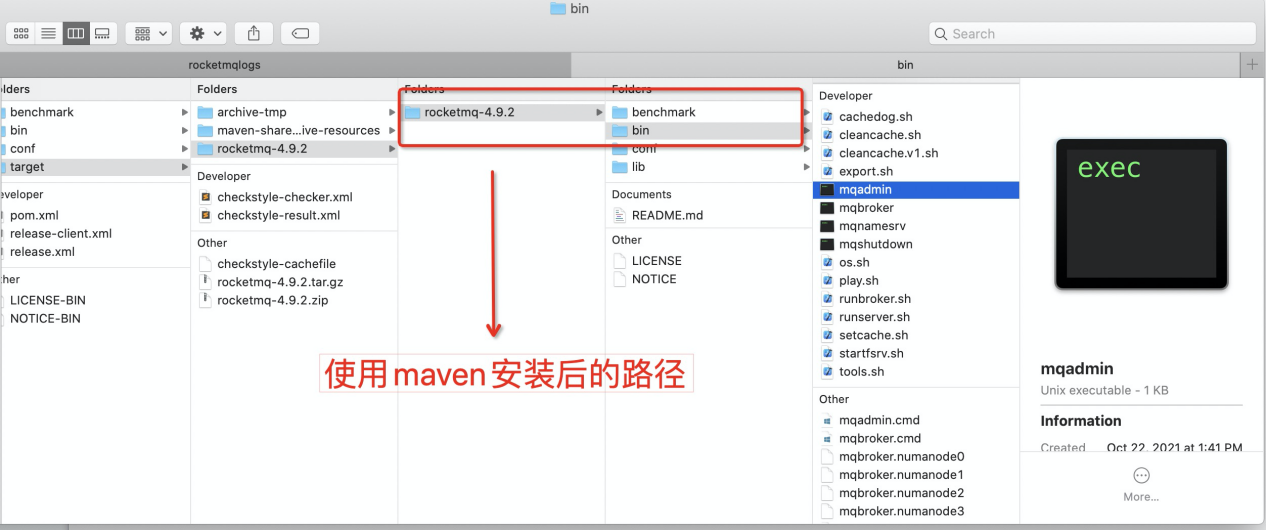 bin
Search
rocketmqlogs
bin
lders
benchmark
bin
conf
target
eveloper
pom.xml
release-client.xml
release.xml
her
LICENSE-BIN
NOTICE-BIN
Folders
archive-tmp
maven-share...ive-resources
rocketmq-4.9.2
Developer
checkstyle-checker.xml
checkstyle-result.xml
Other
checkstyle-cachefile
rocketmq-4.9.2.tar.gz
rocketmq-4.9.2.zip
Folders
rocketmq-4.9.2
使用maven安装后的路径
Folders
benchmark
bin
conf
lib
Documents
README.md
Other
LICENSE
NOTICE
Developer
cachedog.sh
cleancache.sh
cleancache.v1.sh
export.sh
mqadmin
mqbroker
mqnamesrv
mqshutdown
os.sh
play.sh
runbroker.sh
runserver.sh
setcache.sh
startfsrv.sh
tools.sh
Other
mqadmin.cmd
mqbroker.cmd
mqbroker.numanode0
mqbroker.numanode1
mqbroker.numanode2
mqbroker.numanode3
exec
mqadmin
Unix executable - 1 KB
Information
Created Oct 22, 2021 at 1:41 PM
More...